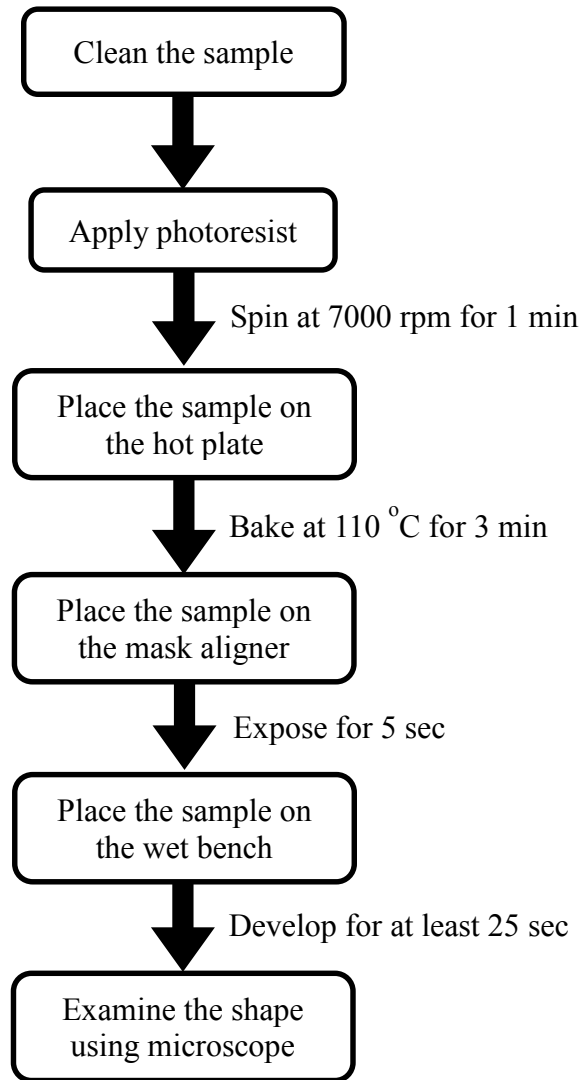 Clean the sample
Apply photoresist
Spin at 7000 rpm for 1 min
Place the sample on
the hot plate
Bake at 110 °C for 3 min
Place the sample on
the mask aligner
Expose for 5 sec
Place the sample on
the wet bench
Develop for at least 25 sec
Examine the shape
using microscope